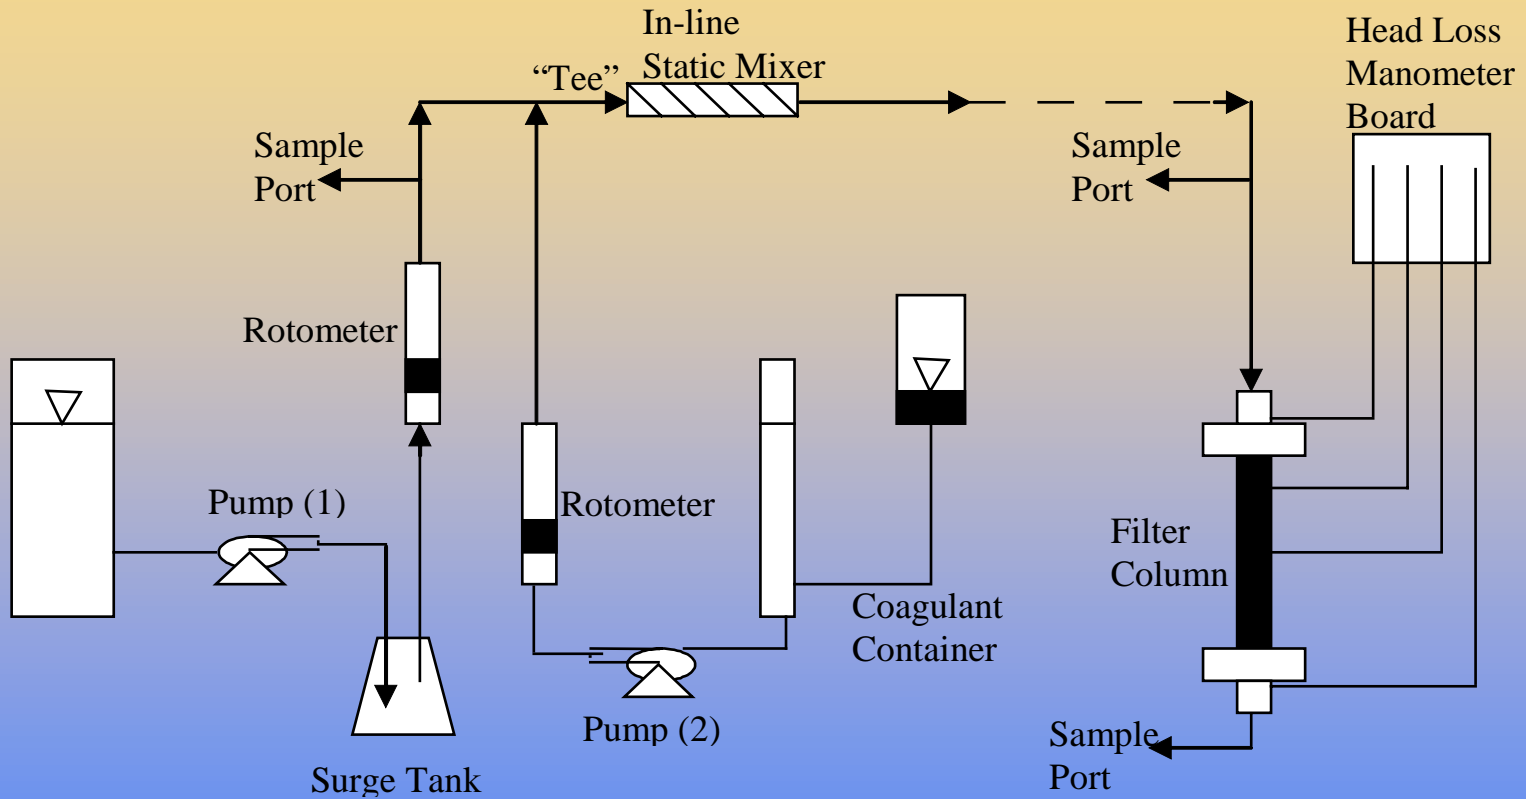 In-line
Static Mixer
“Tee”
Head Loss
Manometer
Board
Sample
Port
Sample
Port
Rotometer
Pump (1)
Rotometer
Filter
Column
Coagulant
Container
Pump (2)
Surge Tank
Sample
Port